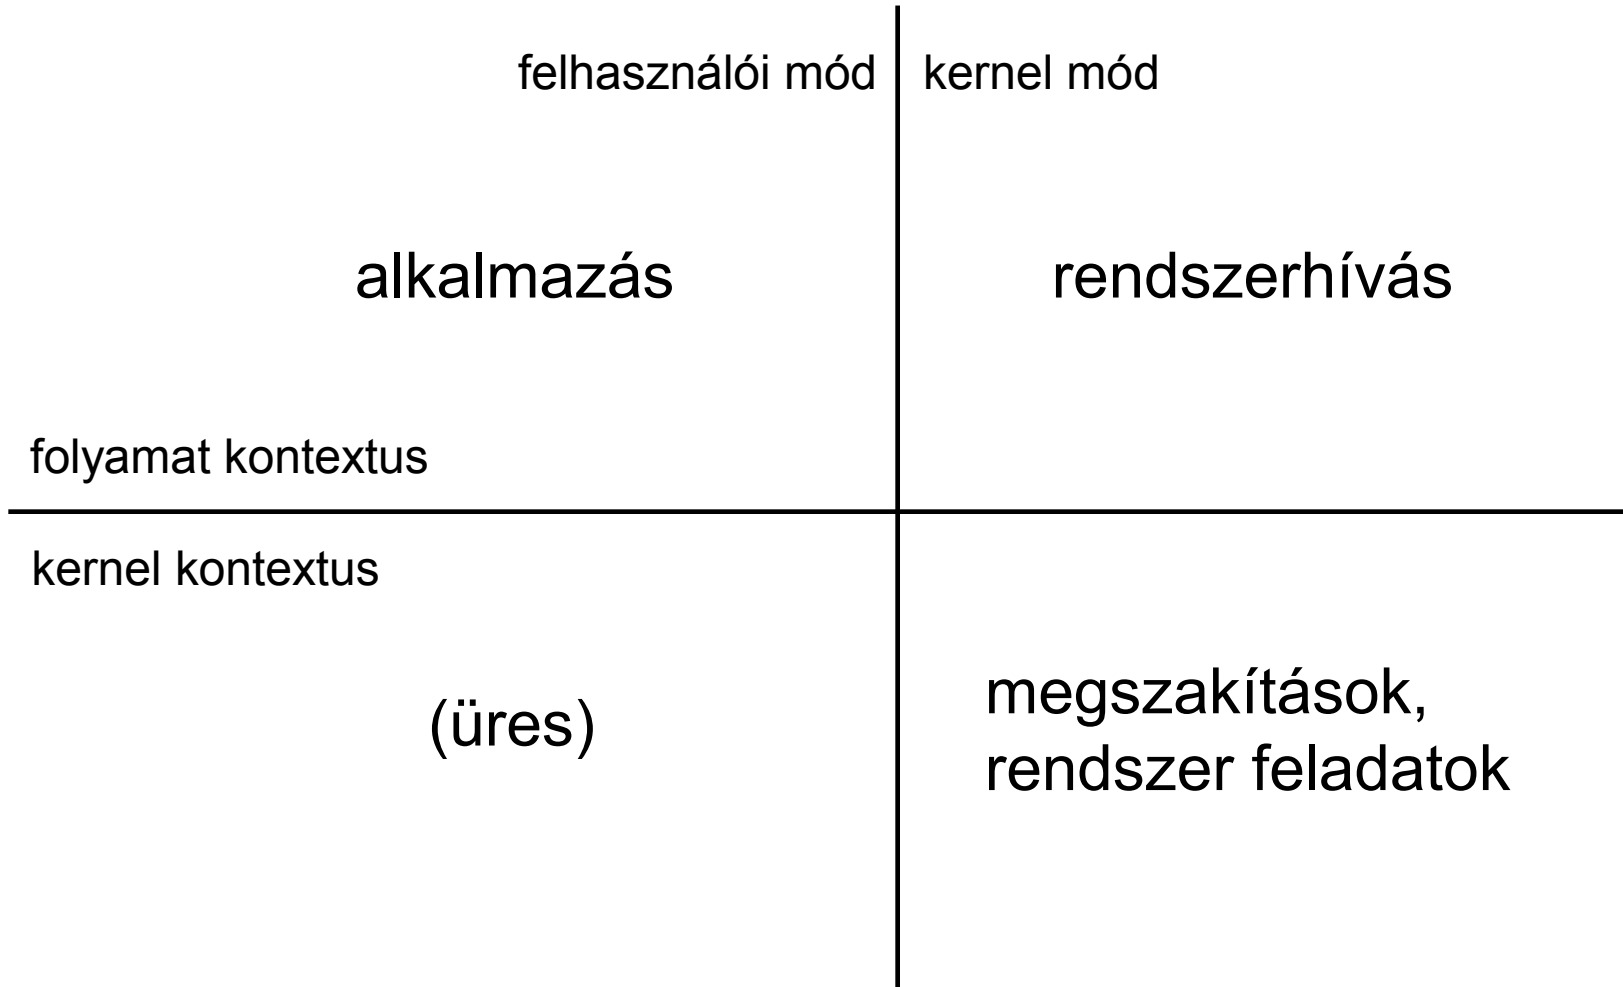 felhasználói mód
kernel mód
alkalmazás
rendszerhívás
folyamat kontextus
kernel kontextus
(üres)
megszakítások,
rendszer feladatok